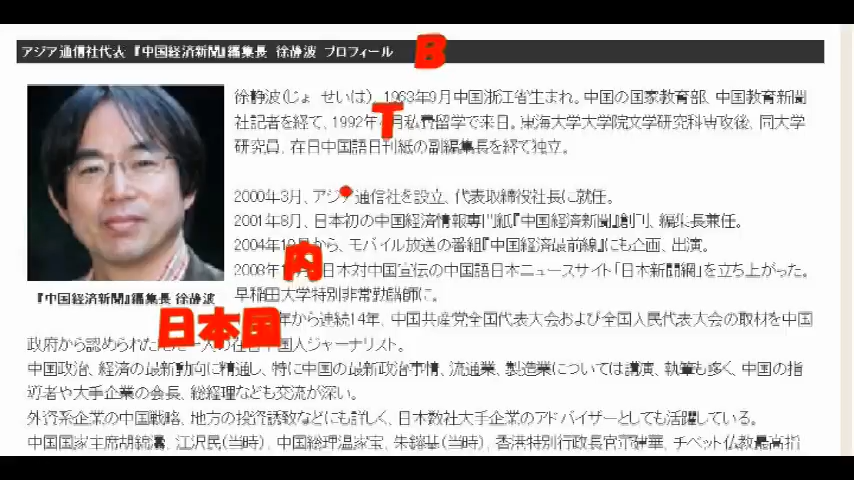 アジア通信社代表 『中国経済新聞』編集長 徐静波 プロフィール
B
徐静波(じょ せいは)、1963年9月中国浙江省生まれ。中国の国家教育部、中国教育新聞
T
社記者を経て、1992年 月私費留学で来日。東海大学大学院文学研究科専攻後、同大学
研究員、在日中国語日刊紙の副編集長を経て独立。
2000年3月、アジア通信社を設立、代表取締役社長に就任。
2001年8月、日本初の中国経済情報専門紙『中国経済新聞』創刊、編集長兼任。
2004年10月から、モバイル放送の番組『中国経済最前線』にも企画、出演。
内
2008年1 日本対中国宣伝の中国語日本ニュースサイト「日本新聞網」を立ち上がった。
『中国経済新聞』編集長 徐静波
早稲田大学特別非常勤講師に。
日本国
年から連続14年、中国共産党全国代表大会および全国人民代表大会の取材を中国
政府から認められた 一人の在日中国人ジャーナリスト。
中国政治、経済の最新動向に精通し、特に中国の最新政治事情、流通業、製造業については講演、執筆も多く、中国の指
導者や大手企業の会長、総経理なども交流が深い。
外資系企業の中国戦略、地方の投資誘致などにも詳しく、日本数社大手企業のアドバイザーとしても活躍している。
中国国家主席胡錦濤、江沢民(当時)、中国総理温家宝、朱鎔基(当時)、香港特別行政長官董建華、チベット仏教最高指